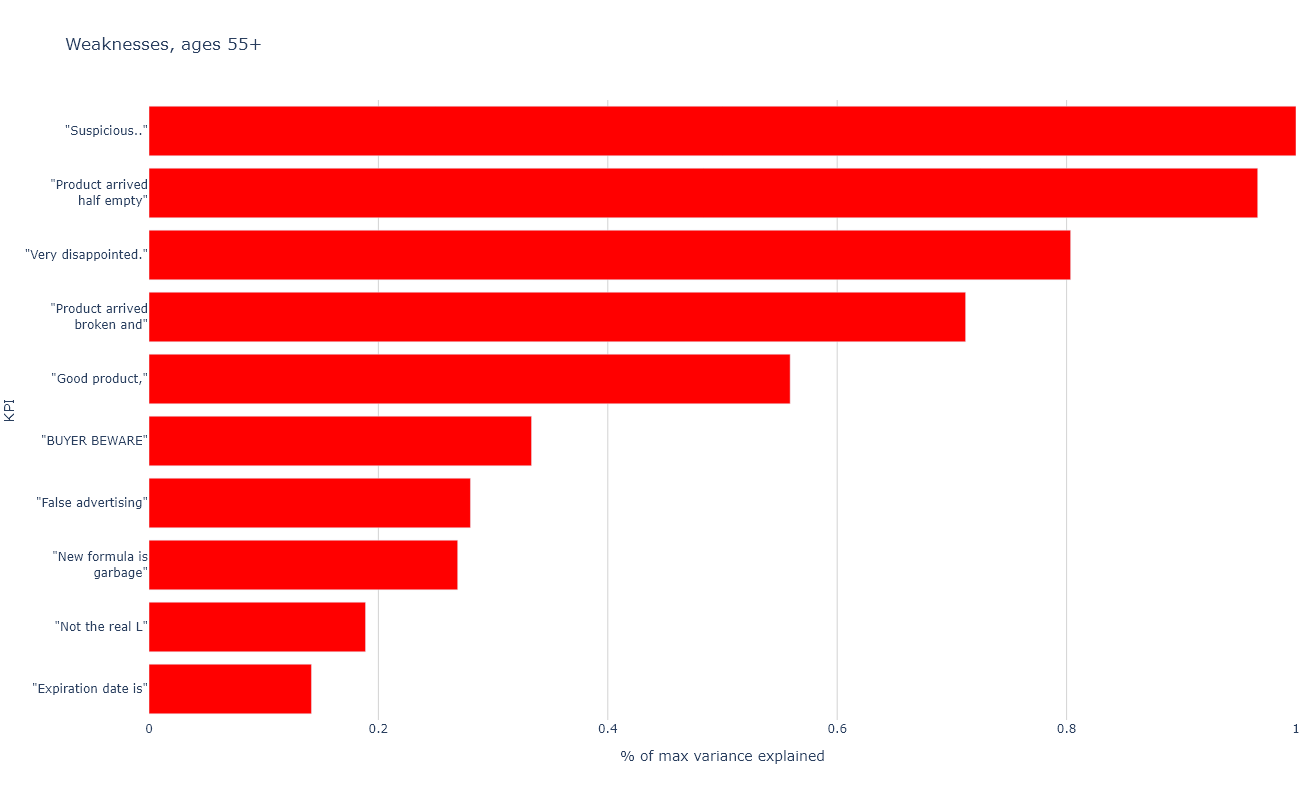 Weaknesses, ages 55+
"Suspicious.."
"Product arrived
half empty"
"Very disappointed."
"Product arrived
broken and"
"Good product,"
KPI
"BUYER BEWARE"
"False advertising"
"New formula is
garbage"
"Not the real L"
"Expiration date is"
0 0.2 0.4 0.6 0.8 1
% of max variance explained